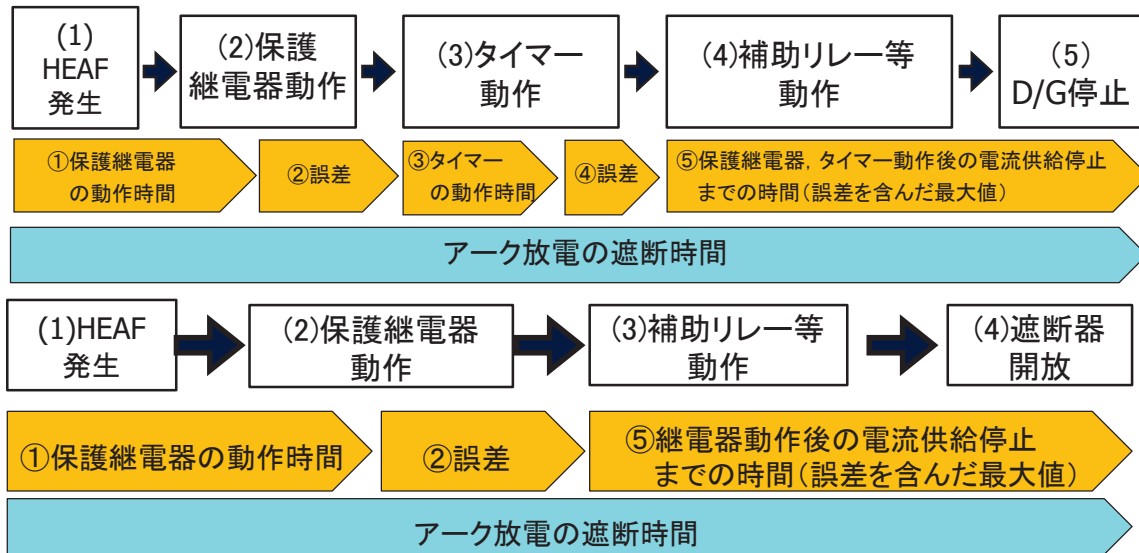 (1)
HEAF
発生
(2)保護
継電器動作
(3)タイマー
動作
(4)補助リレー等
動作
(5)
D/G停止
①保護継電器
の動作時間
②誤差
③タイマー
の動作時間
④誤差
⑤保護継電器，タイマー動作後の電流供給停止
までの時間（誤差を含んだ最大値）
アーク放電の遮断時間
(1)HEAF
発生
(2)保護継電器
動作
(3)補助リレー等
動作
(4)遮断器
開放
①保護継電器の動作時間
②誤差
⑤継電器動作後の電流供給停止
までの時間（誤差を含んだ最大値）
アーク放電の遮断時間